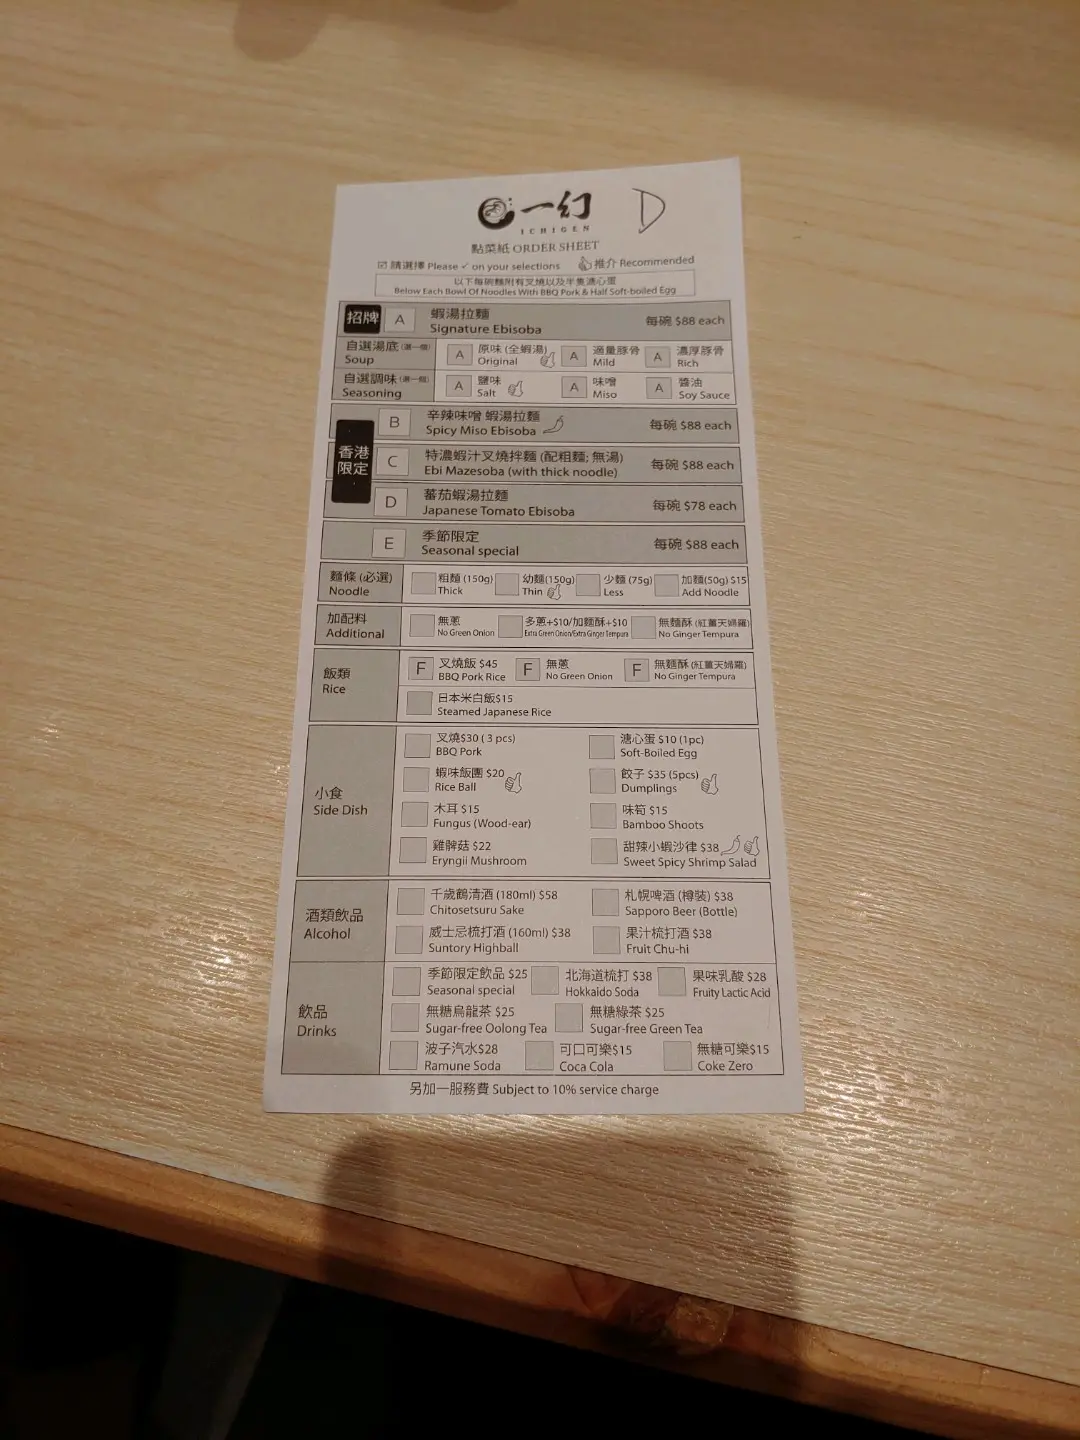 一幻 D
ICHIGEN
點菜紙 ORDER SHEET
☑ 請選擇 Please ✓ on your selections 推介 Recommended
以下每碗麵附有叉燒以及半隻溏心蛋
Below Each Bowl Of Noodles With BBQ Pork & Half Soft-boiled Egg
招牌 A 蝦湯拉麵 每碗 $88 each
Signature Ebisoba
自選湯底 (選一個) A 原味 (全蝦湯) A 適量豚骨 A 濃厚豚骨
Soup Original Mild Rich
自選調味 (選一個) A 鹽味 A 味噌 A 醬油
Seasoning Salt Miso Soy Sauce
香港限定
B 辛辣味噌 蝦湯拉麵 每碗 $88 each
Spicy Miso Ebisoba
C 特濃蝦汁叉燒拌麵 (配粗麵; 無湯) 每碗 $88 each
Ebi Mazesoba (with thick noodle)
D 蕃茄蝦湯拉麵 每碗 $78 each
Japanese Tomato Ebisoba
E 季節限定 每碗 $88 each
Seasonal special
麵條 (必選) 粗麵 (150g) 幼麵(150g) 少麵 (75g) 加麵(50g) $15
Noodle Thick Thin Less Add Noodle
加配料 無蔥 多蔥+$10/加麵酥+$10 無麵酥 (紅薑天婦羅)
Additional No Green Onion Extra Green Onion/Extra Ginger Tempura No Ginger Tempura
飯類 F 叉燒飯 $45 F 無蔥 F 無麵酥 (紅薑天婦羅)
Rice BBQ Pork Rice No Green Onion No Ginger Tempura
日本米白飯$15
Steamed Japanese Rice
小食
Side Dish
叉燒$30 ( 3 pcs) 溏心蛋 $10 (1pc)
BBQ Pork Soft-Boiled Egg
蝦味飯團 $20 餃子 $35 (5pcs)
Rice Ball Dumplings
木耳 $15 味筍 $15
Fungus (Wood-ear) Bamboo Shoots
雞髀菇 $22 甜辣小蝦沙律 $38
Eryngii Mushroom Sweet Spicy Shrimp Salad
酒類飲品
Alcohol
千歲鶴清酒 (180ml) $58 札幌啤酒 (樽裝) $38
Chitosetsuru Sake Sapporo Beer (Bottle)
威士忌梳打酒 (160ml) $38 果汁梳打酒 $38
Suntory Highball Fruit Chu-hi
飲品
Drinks
季節限定飲品 $25 北海道梳打 $38 果味乳酸 $28
Seasonal special Hokkaido Soda Fruity Lactic Acid
無糖烏龍茶 $25 無糖綠茶 $25
Sugar-free Oolong Tea Sugar-free Green Tea
波子汽水$28 可口可樂$15 無糖可樂$15
Ramune Soda Coca Cola Coke Zero
另加一服務費 Subject to 10% service charge